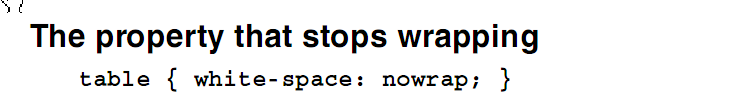 The property that stops wrapping
table { white-space: nowrap; }